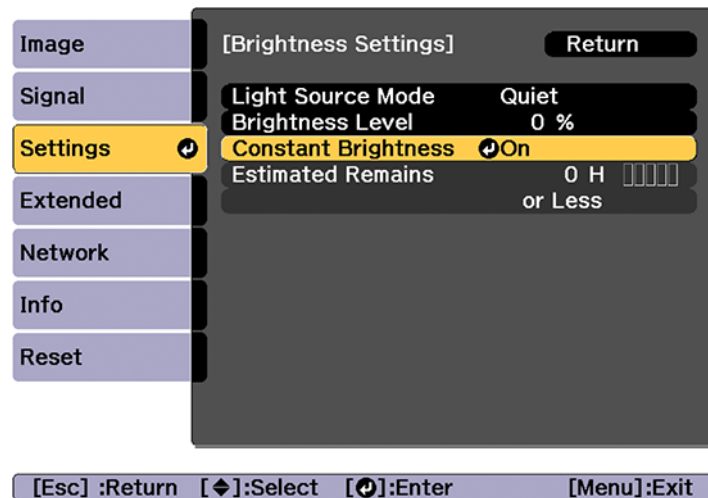 Image
Signal
Settings
Extended
Network
Info
Reset
[Brightness Settings] Return
Light Source Mode Quiet
Brightness Level 0 %
Constant Brightness On
Estimated Remains 0 H
or Less
[Esc] :Return [◆]:Select [↵]:Enter [Menu]:Exit